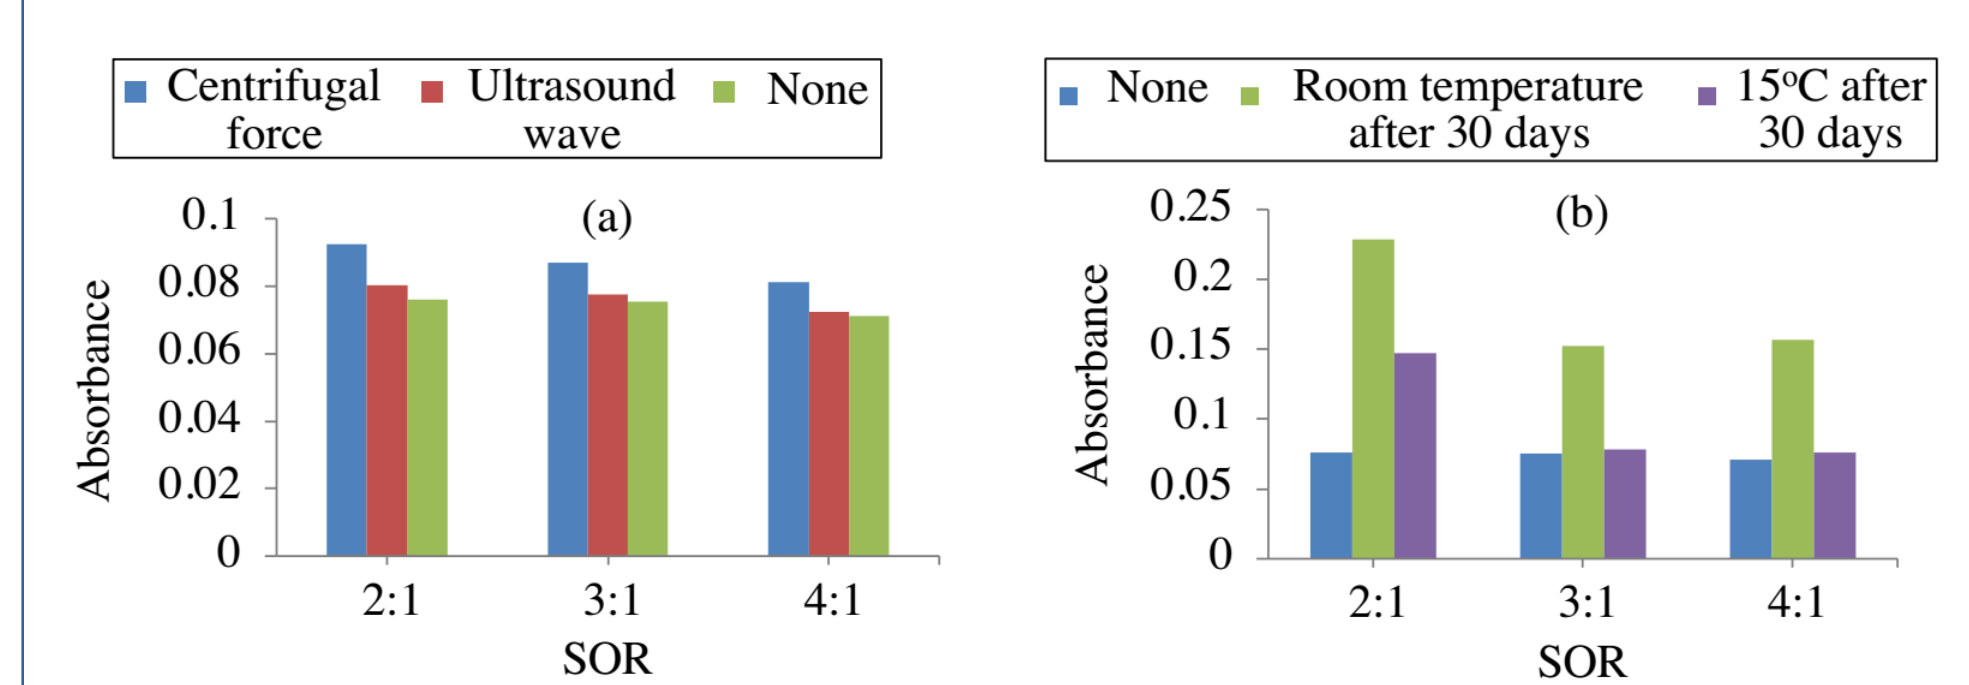 Centrifugal force
Ultrasound wave
None
(a)
0.1
0.08
0.06
0.04
0.02
0
Absorbance
2:1 3:1 4:1
SOR
None
Room temperature after 30 days
15°C after 30 days
(b)
0.25
0.2
0.15
0.1
0.05
0
Absorbance
2:1 3:1 4:1
SOR